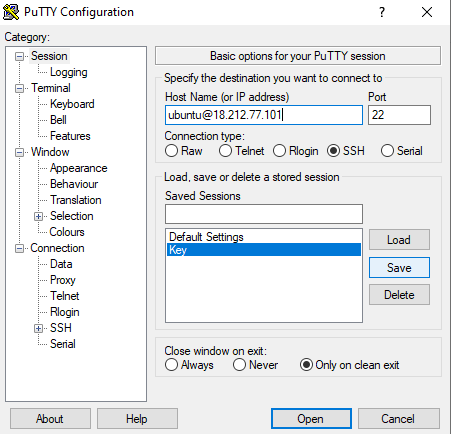 PuTTY Configuration
? ×
Category:
Session
Logging
Terminal
Keyboard
Bell
Features
Window
Appearance
Behaviour
Translation
Selection
Colours
Connection
Data
Proxy
Telnet
Rlogin
SSH
Serial
Basic options for your PuTTY session
Specify the destination you want to connect to
Host Name (or IP address) Port
ubuntu@18.212.77.101 22
Connection type:
Raw Telnet Rlogin SSH Serial
Load, save or delete a stored session
Saved Sessions
Default Settings
Key
Load
Save
Delete
Close window on exit:
Always Never Only on clean exit
About Help Open Cancel